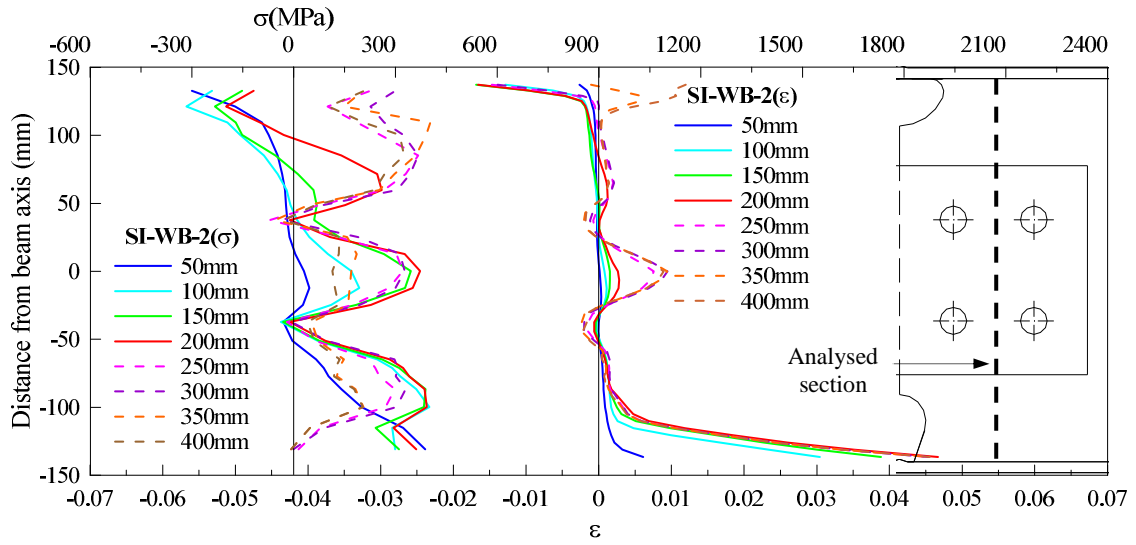 σ(MPa)
-600 -300 0 300 600 900 1200 1500 1800 2100 2400
150
100
50
0
-50
-100
-150
Distance from beam axis (mm)
SI-WB-2(σ)
50mm
100mm
150mm
200mm
250mm
300mm
350mm
400mm
SI-WB-2(ε)
50mm
100mm
150mm
200mm
250mm
300mm
350mm
400mm
Analysed
section
-0.07 -0.06 -0.05 -0.04 -0.03 -0.02 -0.01 0 0.01 0.02 0.03 0.04 0.05 0.06 0.07
ε